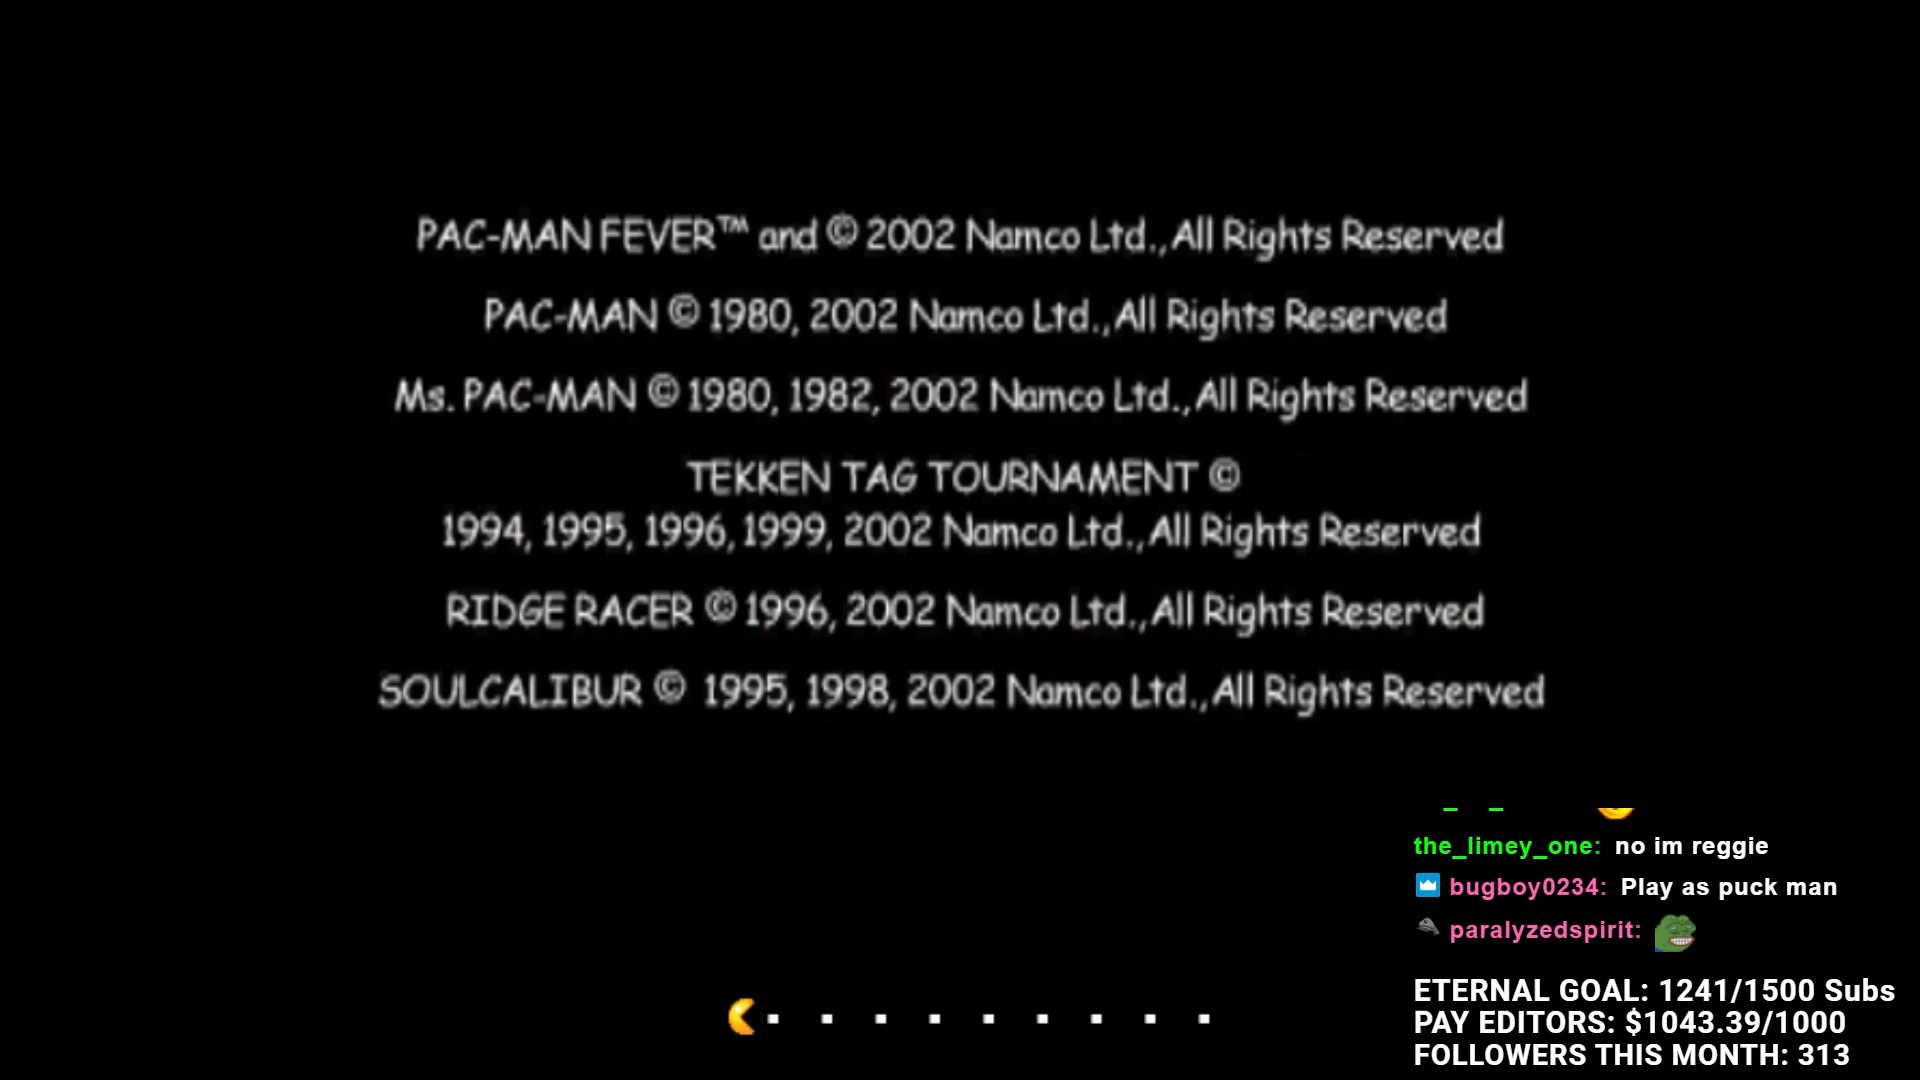 PAC-MAN FEVER™ and © 2002 Namco Ltd., All Rights Reserved
PAC-MAN © 1980, 2002 Namco Ltd., All Rights Reserved
Ms. PAC-MAN © 1980, 1982, 2002 Namco Ltd., All Rights Reserved
TEKKEN TAG TOURNAMENT ©
1994, 1995, 1996, 1999, 2002 Namco Ltd., All Rights Reserved
RIDGE RACER © 1996, 2002 Namco Ltd., All Rights Reserved
SOULCALIBUR © 1995, 1998, 2002 Namco Ltd., All Rights Reserved
the_limey_one: no im reggie
bugboy0234: Play as puck man
paralyzedspirit:
ETERNAL GOAL: 1241/1500 Subs
PAY EDITORS: $1043.39/1000
FOLLOWERS THIS MONTH: 313